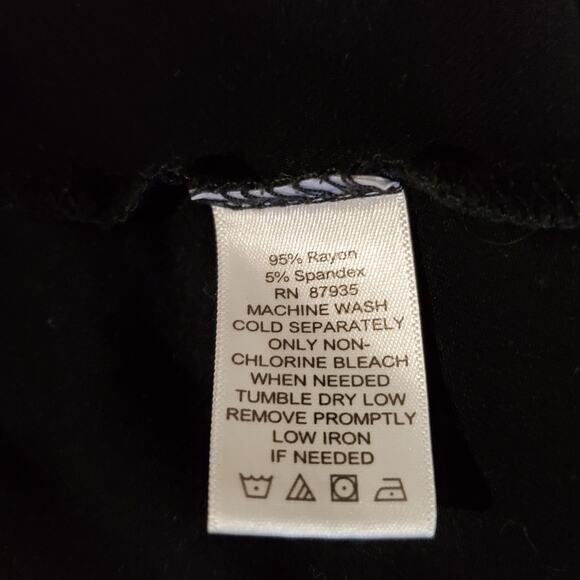 95% Rayon
5% Spandex
RN 87935
MACHINE WASH
COLD SEPARATELY
ONLY NON-
CHLORINE BLEACH
WHEN NEEDED
TUMBLE DRY LOW
REMOVE PROMPTLY
LOW IRON
IF NEEDED